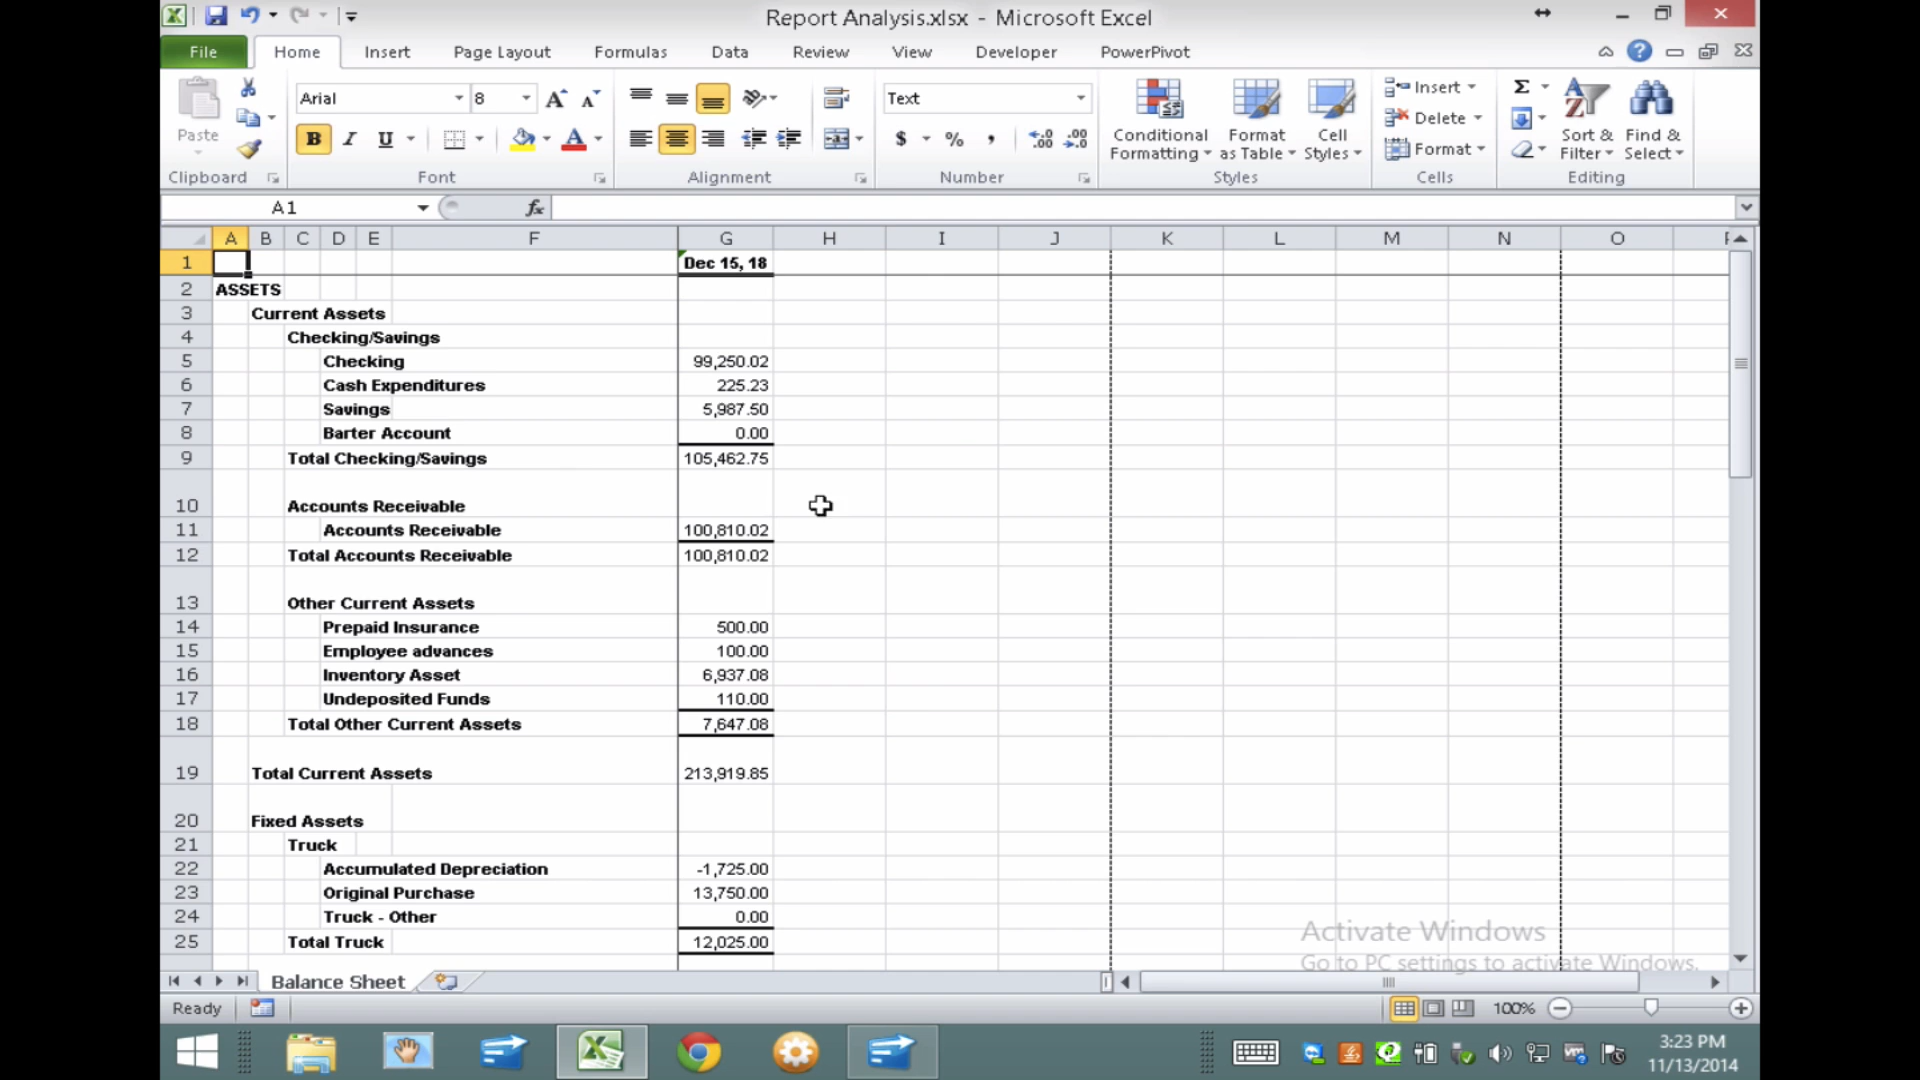 Report Analysis.xlsx - Microsoft Excel
File Home Insert Page Layout Formulas Data Review View Developer PowerPivot
Paste
Clipboard
Arial 8
B I U A
Font
Alignment
Text
$ % ,
Number
Conditional Formatting
Format as Table
Cell Styles
Styles
Insert
Delete
Format
Cells
Σ
Sort & Filter
Find & Select
Editing
A1 fx
A B C D E F G H I J K L M N O
1 Dec 15, 18
2 ASSETS
3 Current Assets
4 Checking/Savings
5 Checking 99,250.02
6 Cash Expenditures 225.23
7 Savings 5,987.50
8 Barter Account 0.00
9 Total Checking/Savings 105,462.75
10 Accounts Receivable
11 Accounts Receivable 100,810.02
12 Total Accounts Receivable 100,810.02
13 Other Current Assets
14 Prepaid Insurance 500.00
15 Employee advances 100.00
16 Inventory Asset 6,937.08
17 Undeposited Funds 110.00
18 Total Other Current Assets 7,647.08
19 Total Current Assets 213,919.85
20 Fixed Assets
21 Truck
22 Accumulated Depreciation -1,725.00
23 Original Purchase 13,750.00
24 Truck - Other 0.00
25 Total Truck 12,025.00
Activate Windows
Go to PC settings to activate Windows.
Balance Sheet
Ready 100%
3:23 PM
11/13/2014